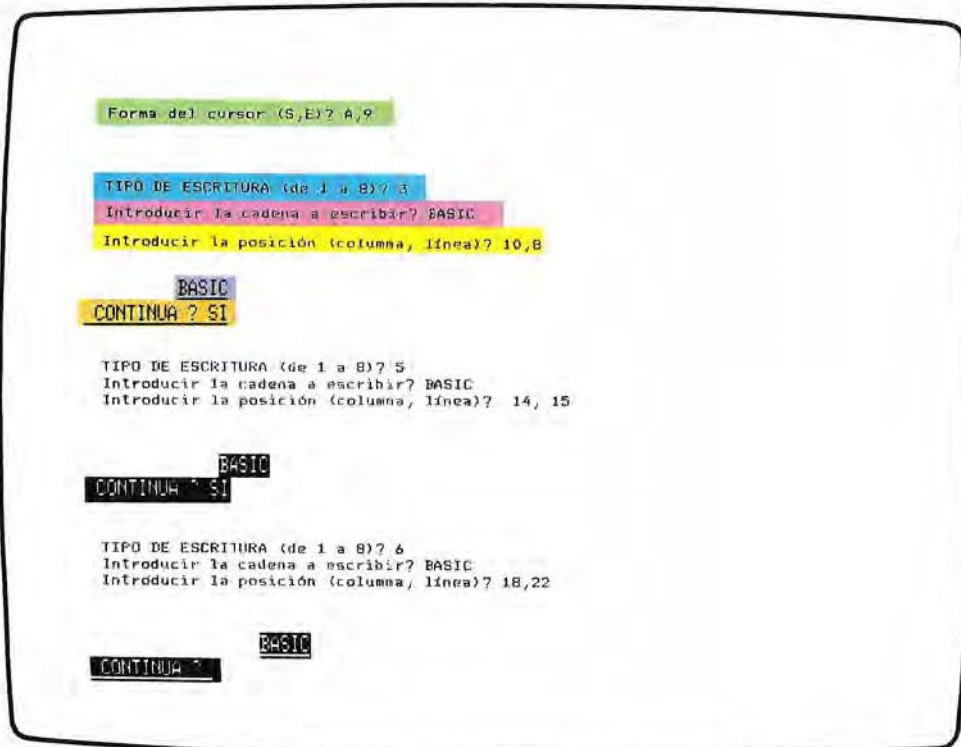 Forma del cursor (S,E)? A,9
TIPO DE ESCRITURA (de 1 a 8)? 3
Introducir la cadena a escribir? BASIC
Introducir la posición (columna, línea)? 10,8
BASIC
CONTINUA ? SI
TIPO DE ESCRITURA (de 1 a 8)? 5
Introducir la cadena a escribir? BASIC
Introducir la posición (columna, línea)? 14, 15
BASIC
CONTINUA ? SI
TIPO DE ESCRITURA (de 1 a 8)? 6
Introducir la cadena a escribir? BASIC
Introducir la posición (columna, línea)? 18,22
BASIC
CONTINUA ?